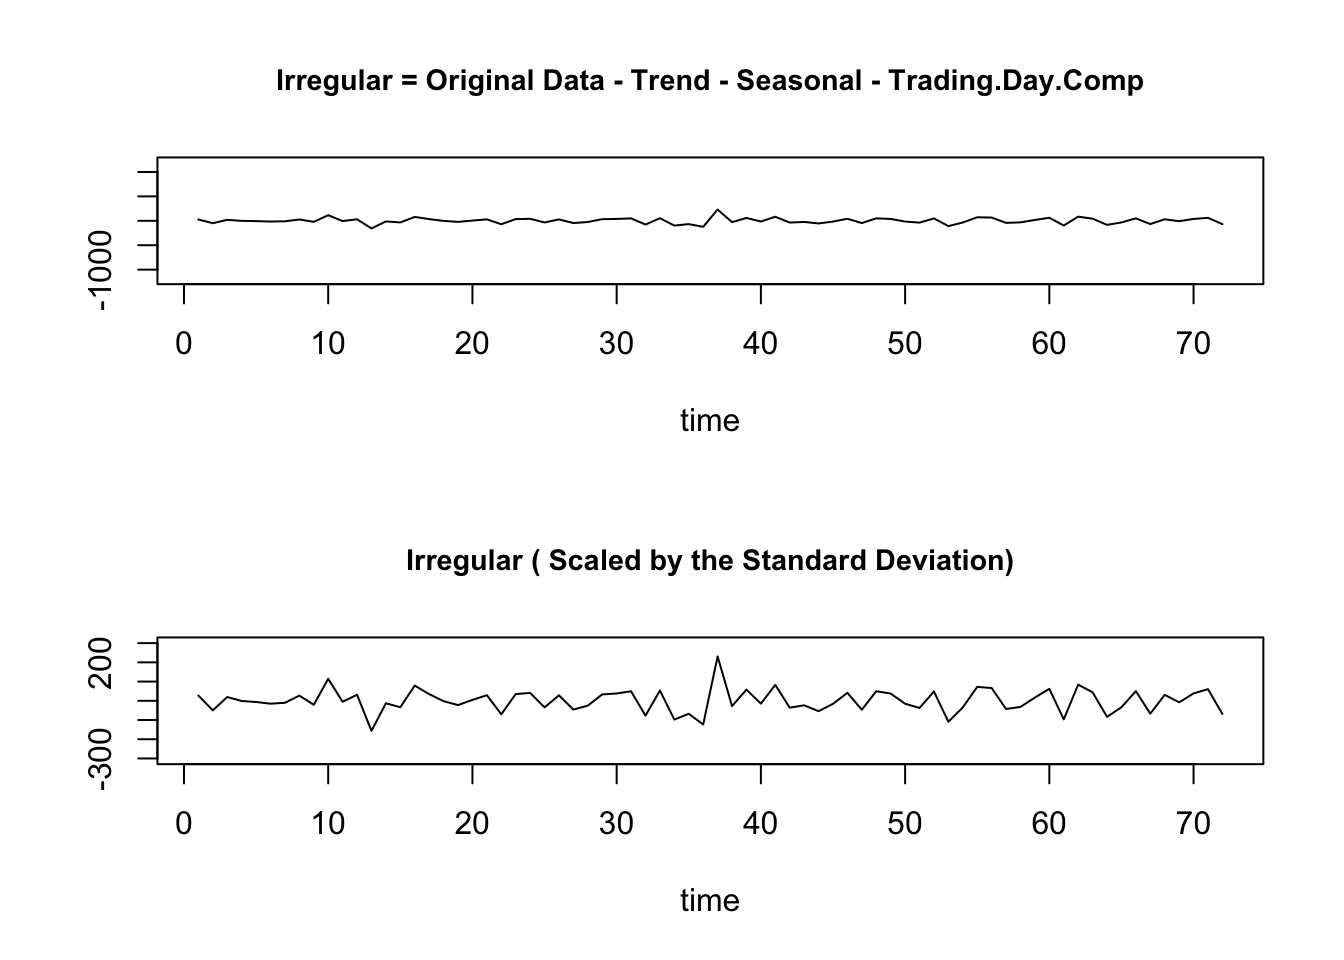 Irregular = Original Data - Trend - Seasonal - Trading.Day.Comp
-1000
0 10 20 30 40 50 60 70
time
Irregular ( Scaled by the Standard Deviation)
200
-300
0 10 20 30 40 50 60 70
time